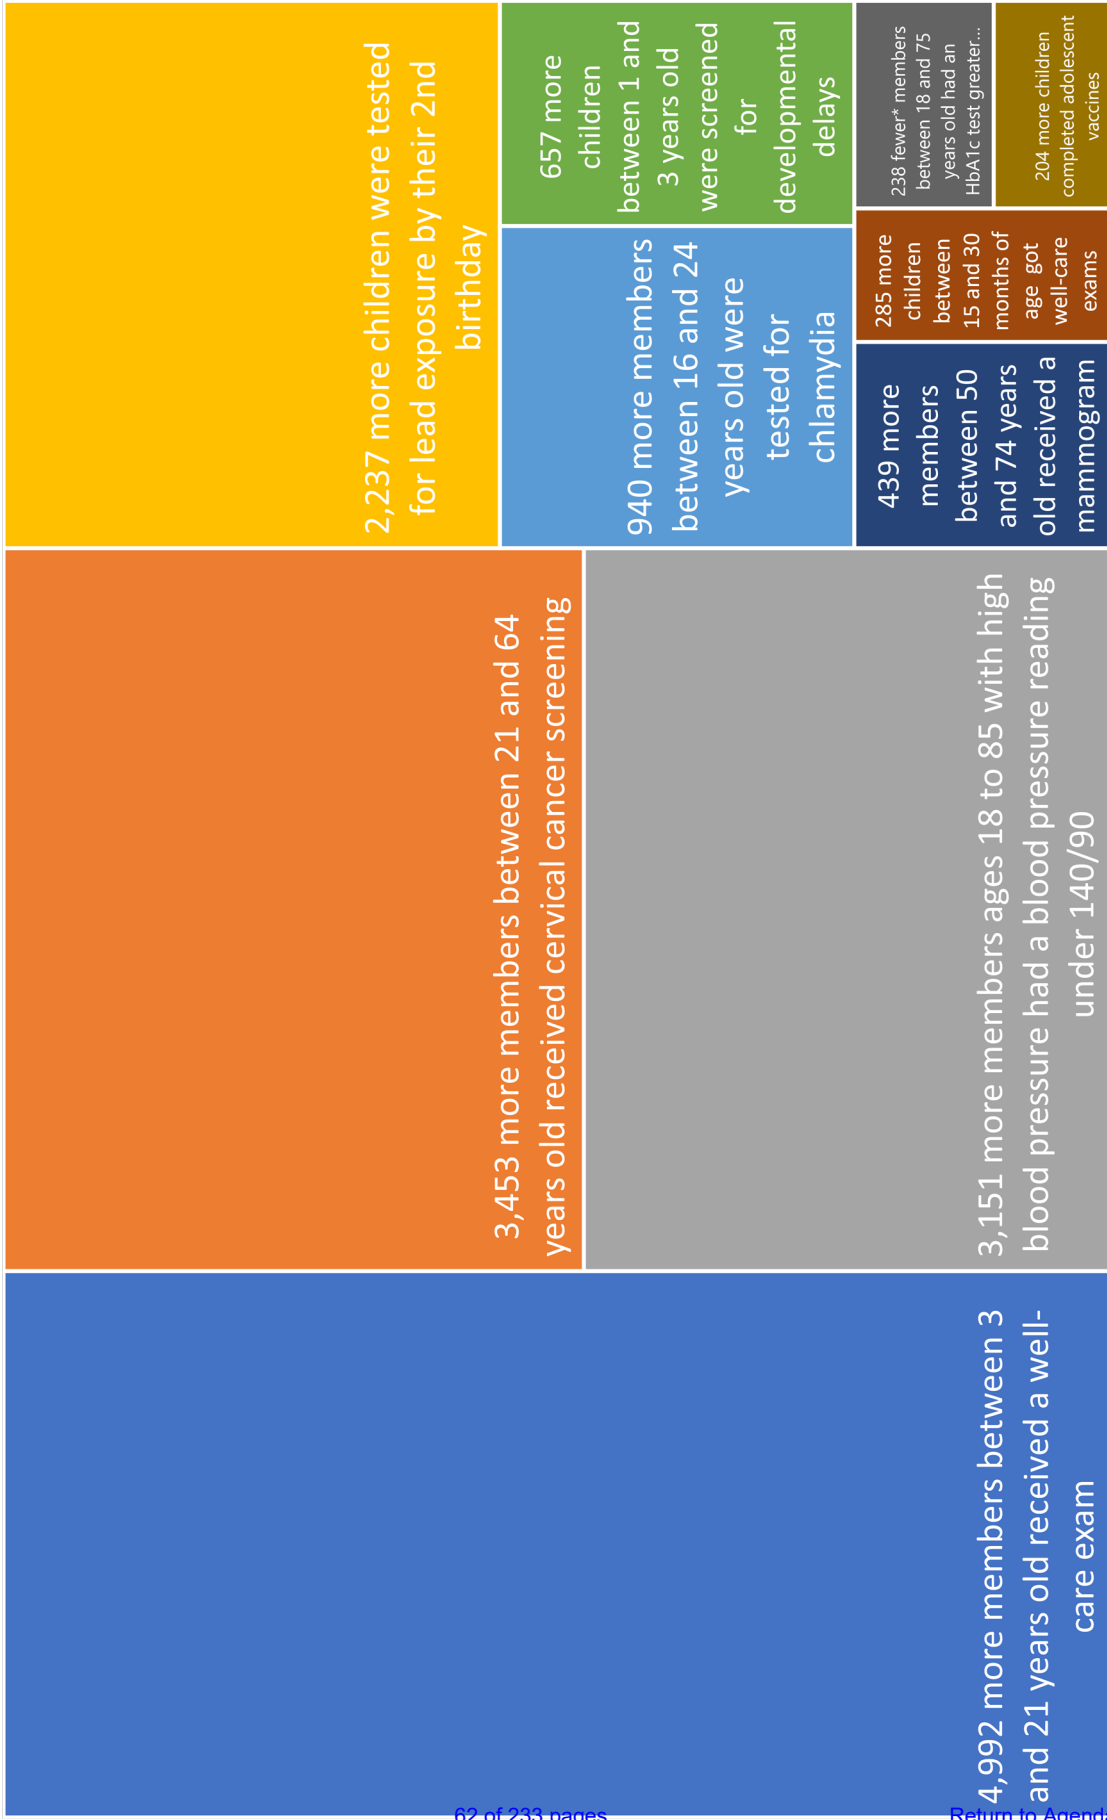 4,992 more members between 3
and 21 years old received a well-
care exam
3,453 more members between 21 and 64
years old received cervical cancer screening
3,151 more members ages 18 to 85 with high
blood pressure had a blood pressure reading
under 140/90
2,237 more children were tested
for lead exposure by their 2nd
birthday
940 more members
between 16 and 24
years old were
tested for
chlamydia
657 more
children
between 1 and
3 years old
were screened
for
developmental
delays
439 more
members
between 50
and 74 years
old received a
mammogram
285 more
children
between
15 and 30
months of
age got
well-care
exams
238 fewer* members
between 18 and 75
years old had an
HbA1c test greater...
204 more children
completed adolescent
vaccines
62 of 233 pages
Return to Agenda